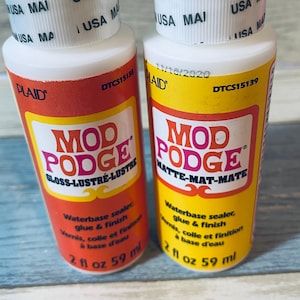 USA MAI
USA MAI
PLAID®
DTCS15138
MOD
PODGE®
GLOSS-LUSTRÉ-LUSTRE
Waterbase sealer,
glue & finish
Vernis, colle et finition
à base d'eau
2 fl oz 59 ml
USA MAI
USA MAI
11/18/2020
PLAID®
DTCS15139
MOD
PODGE®
MATTE-MAT-MATE
Waterbase sealer,
glue & finish
Vernis, colle et finition
à base d'eau
2 fl oz 59 ml